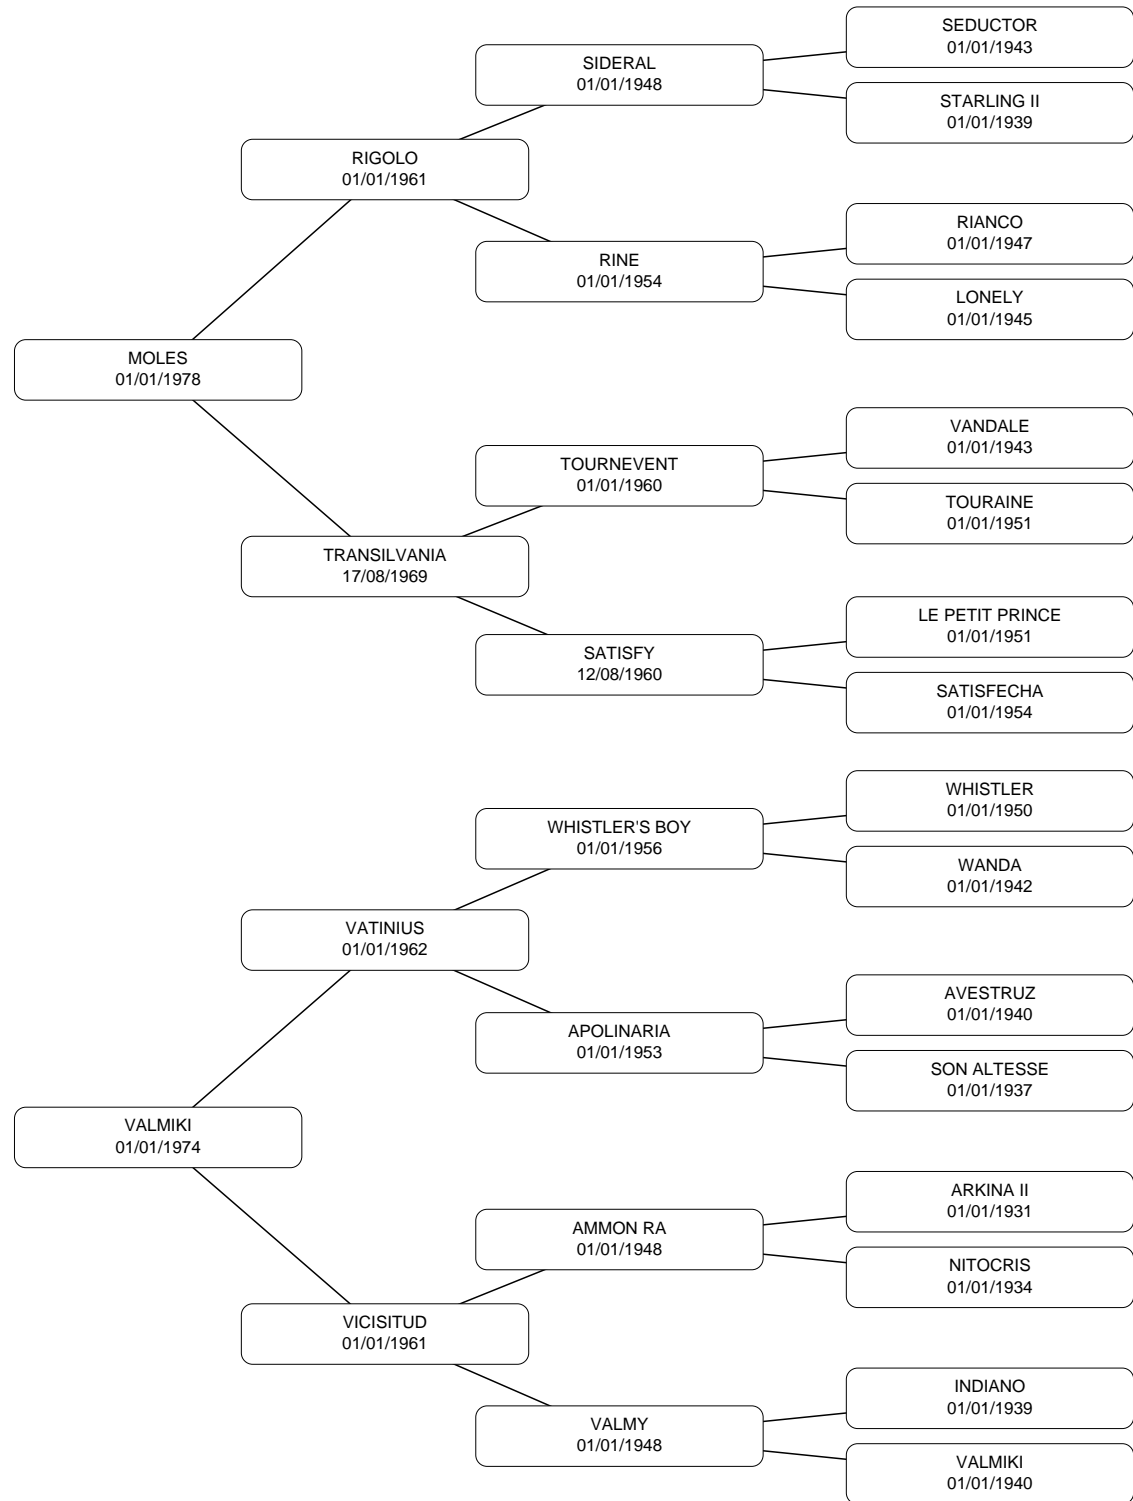 SEDUCTOR
01/01/1943
SIDERAL
01/01/1948
STARLING II
01/01/1939
RIGOLO
01/01/1961
RIANCO
01/01/1947
RINE
01/01/1954
LONELY
01/01/1945
MOLES
01/01/1978
VANDALE
01/01/1943
TOURNEVENT
01/01/1960
TOURAINE
01/01/1951
TRANSILVANIA
17/08/1969
LE PETIT PRINCE
01/01/1951
SATISFY
12/08/1960
SATISFECHA
01/01/1954
WHISTLER
01/01/1950
WHISTLER'S BOY
01/01/1956
WANDA
01/01/1942
VATINIUS
01/01/1962
AVESTRUZ
01/01/1940
APOLINARIA
01/01/1953
SON ALTESSE
01/01/1937
VALMIKI
01/01/1974
ARKINA II
01/01/1931
AMMON RA
01/01/1948
NITOCRIS
01/01/1934
VICISITUD
01/01/1961
INDIANO
01/01/1939
VALMY
01/01/1948
VALMIKI
01/01/1940